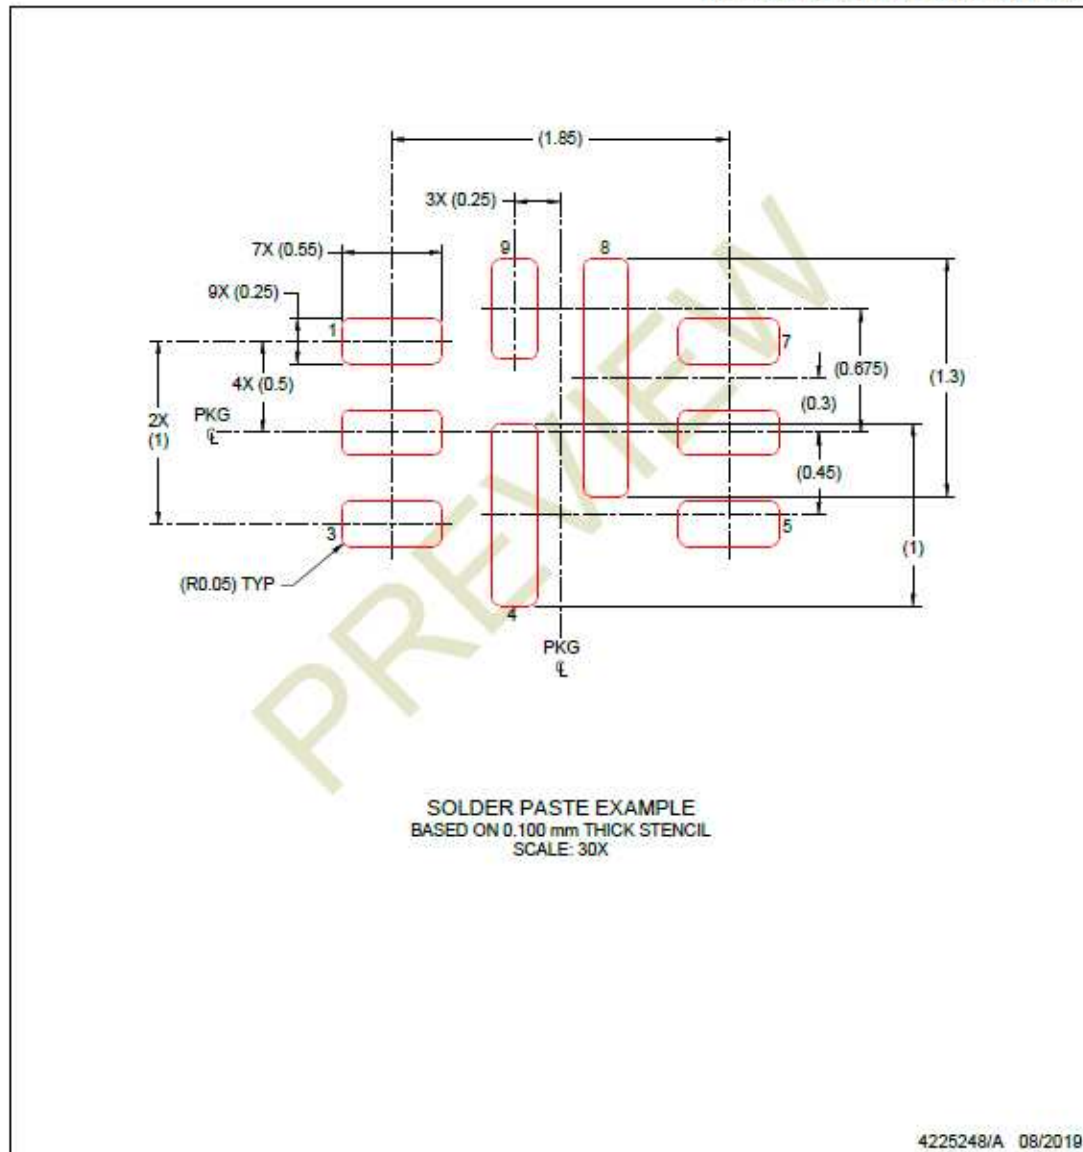 (1.85)
3X (0.25)
7X (0.55)
9
8
9X (0.25)
1
7
(0.675)
(1.3)
4X (0.5)
(0.3)
2X
(1)
PKG
℄
(0.45)
3
5
(1)
(R0.05) TYP
4
PKG
℄
PREVIEW
SOLDER PASTE EXAMPLE
BASED ON 0.100 mm THICK STENCIL
SCALE: 30X
4225248/A 08/2019